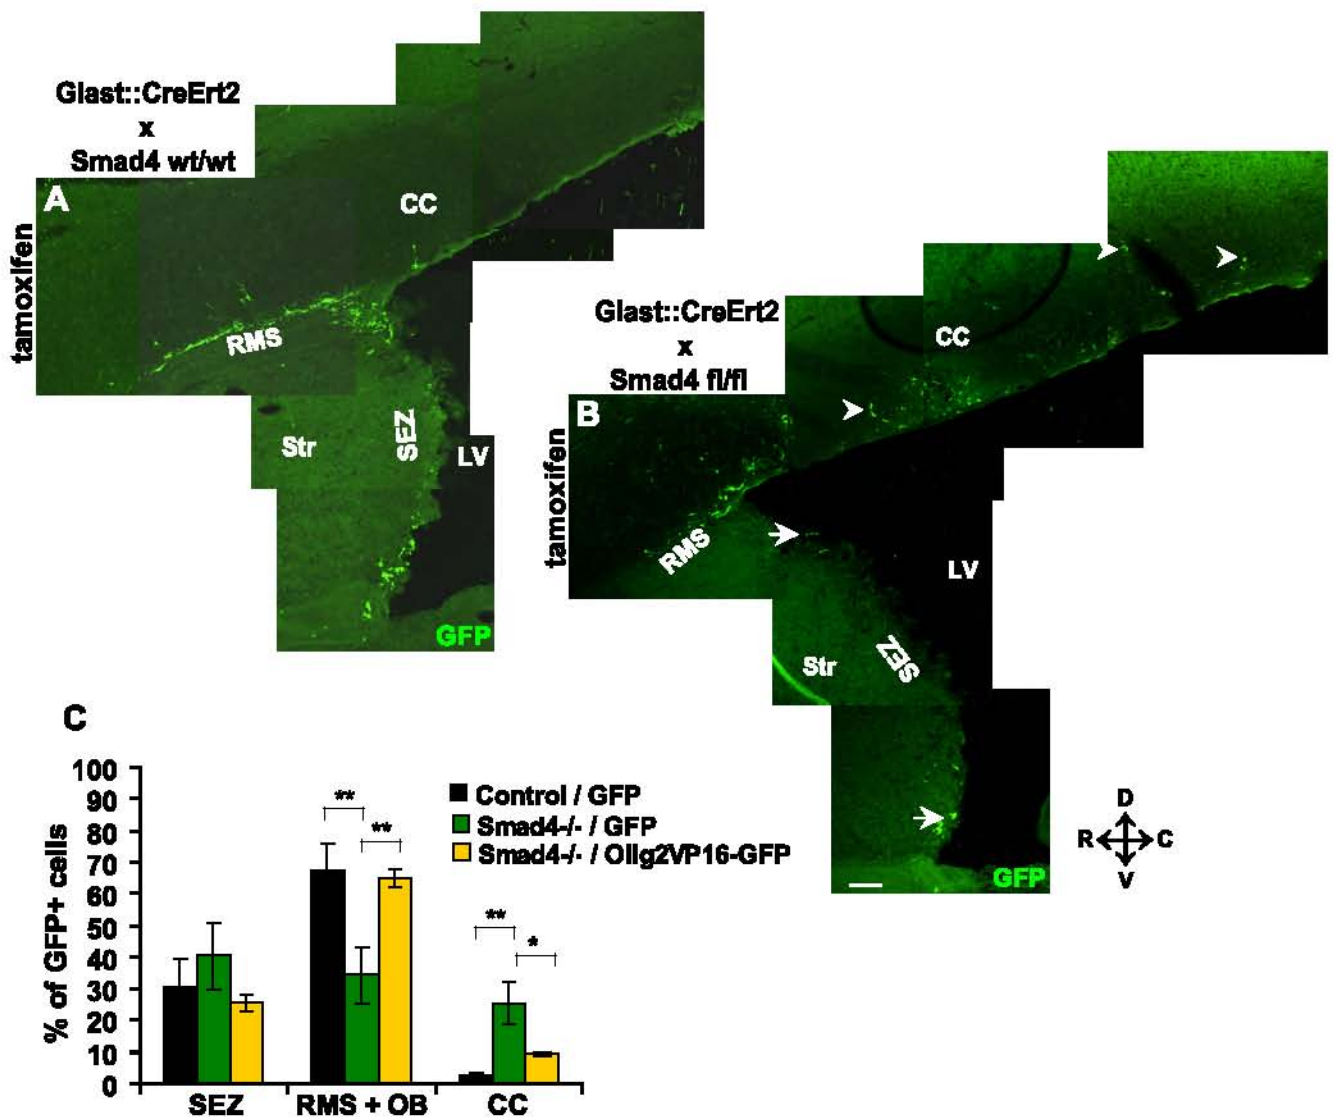 Glast::CreErt2
x
Smad4 wt/wt
tamoxifen
A
CC
RMS
Str
SEZ
LV
GFP
Glast::CreErt2
x
Smad4 fl/fl
tamoxifen
B
CC
RMS
LV
Str
SEZ
GFP
D
R C
V
C
% of GFP+ cells
100
90
80
70
60
50
40
30
20
10
0
** ** ** *
Control / GFP
Smad4-/- / GFP
Smad4-/- / Olig2VP16-GFP
SEZ RMS + OB CC